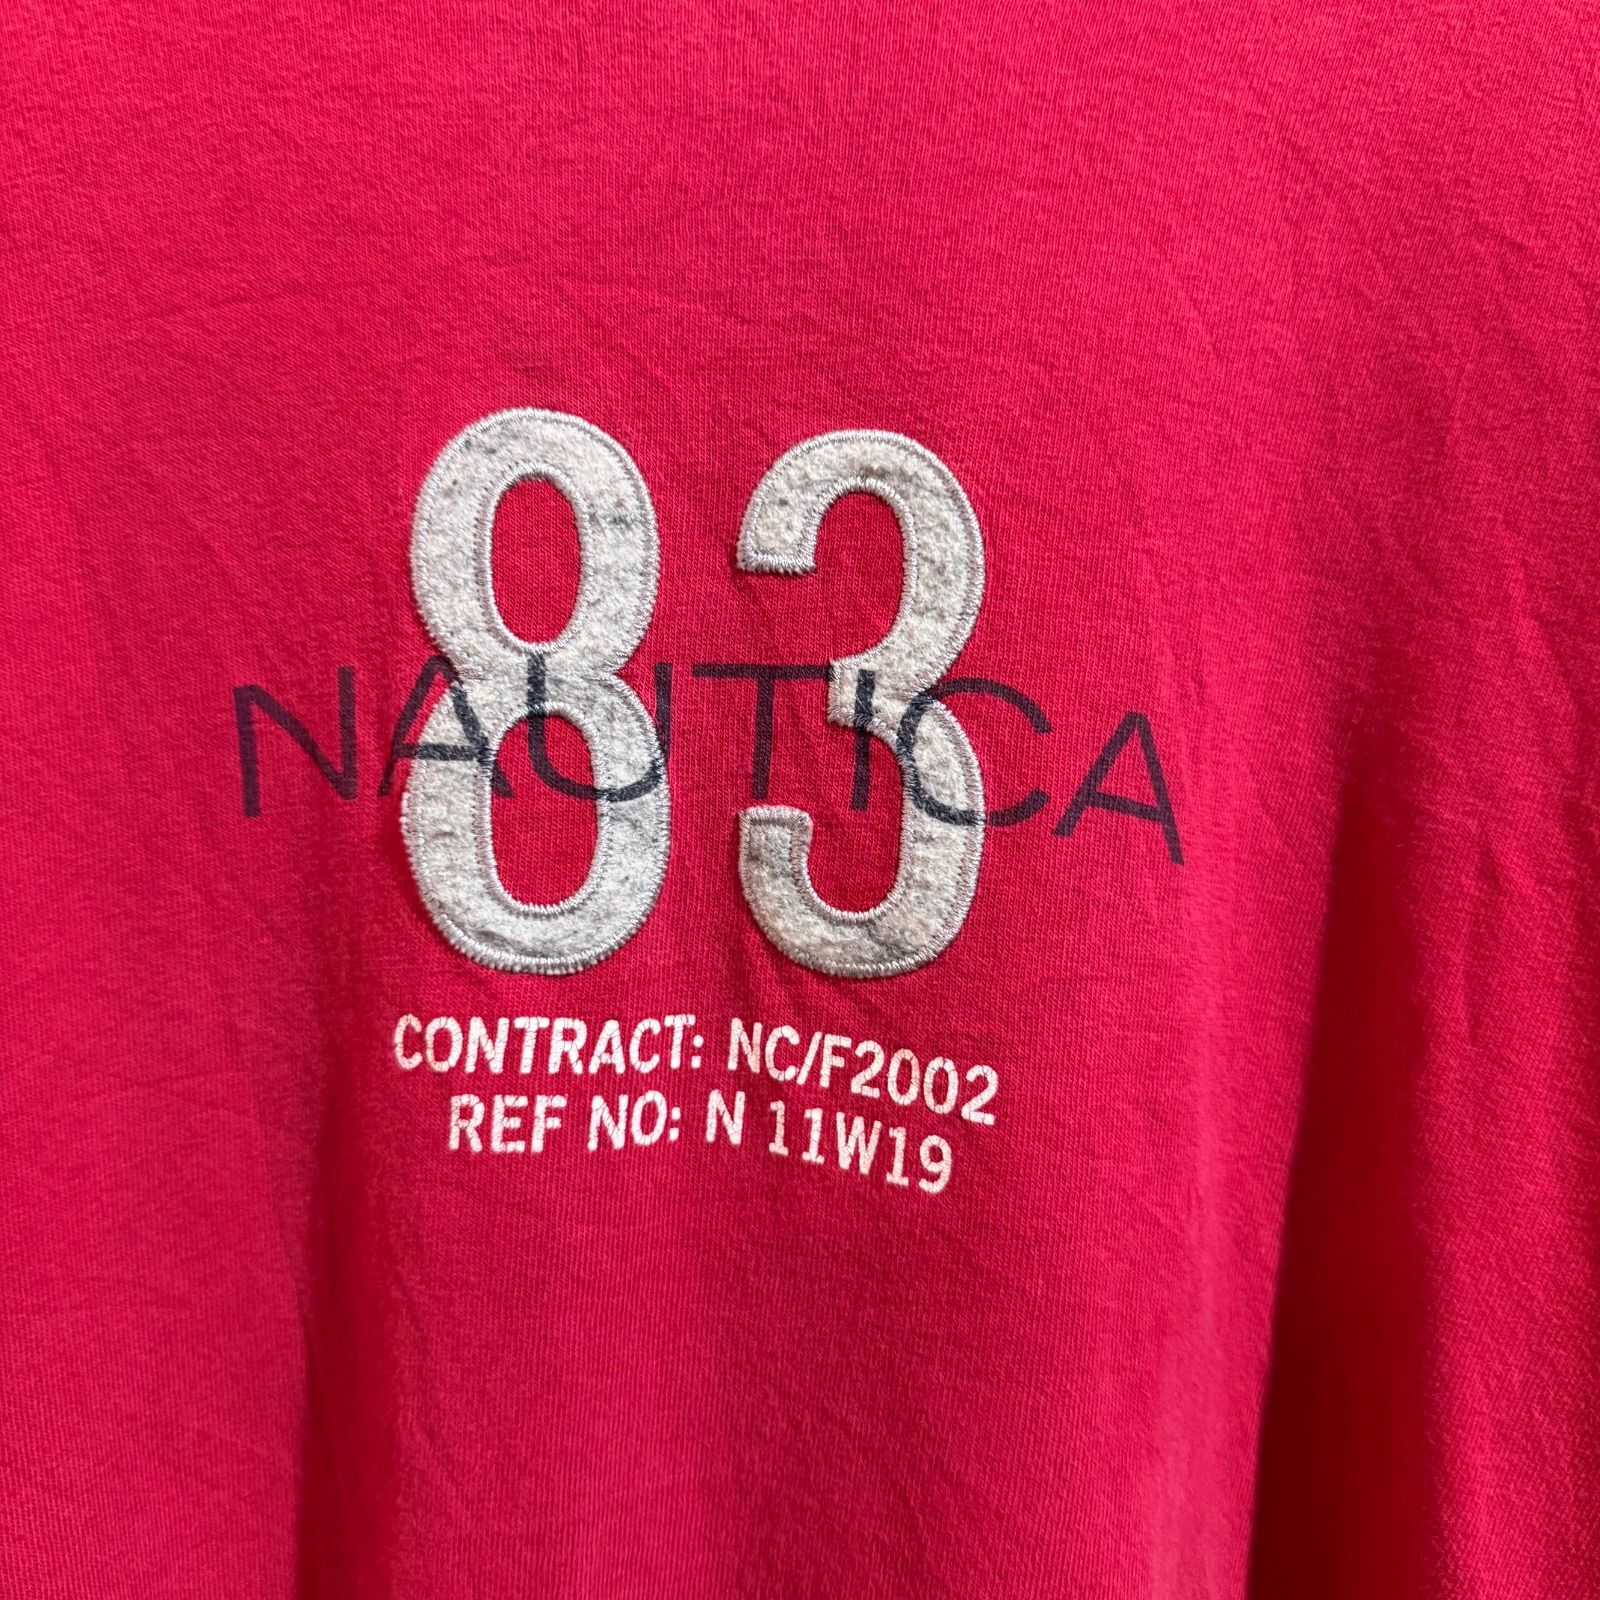 83
NAUTICA
CONTRACT: NC/F2002
REF NO: N 11W19